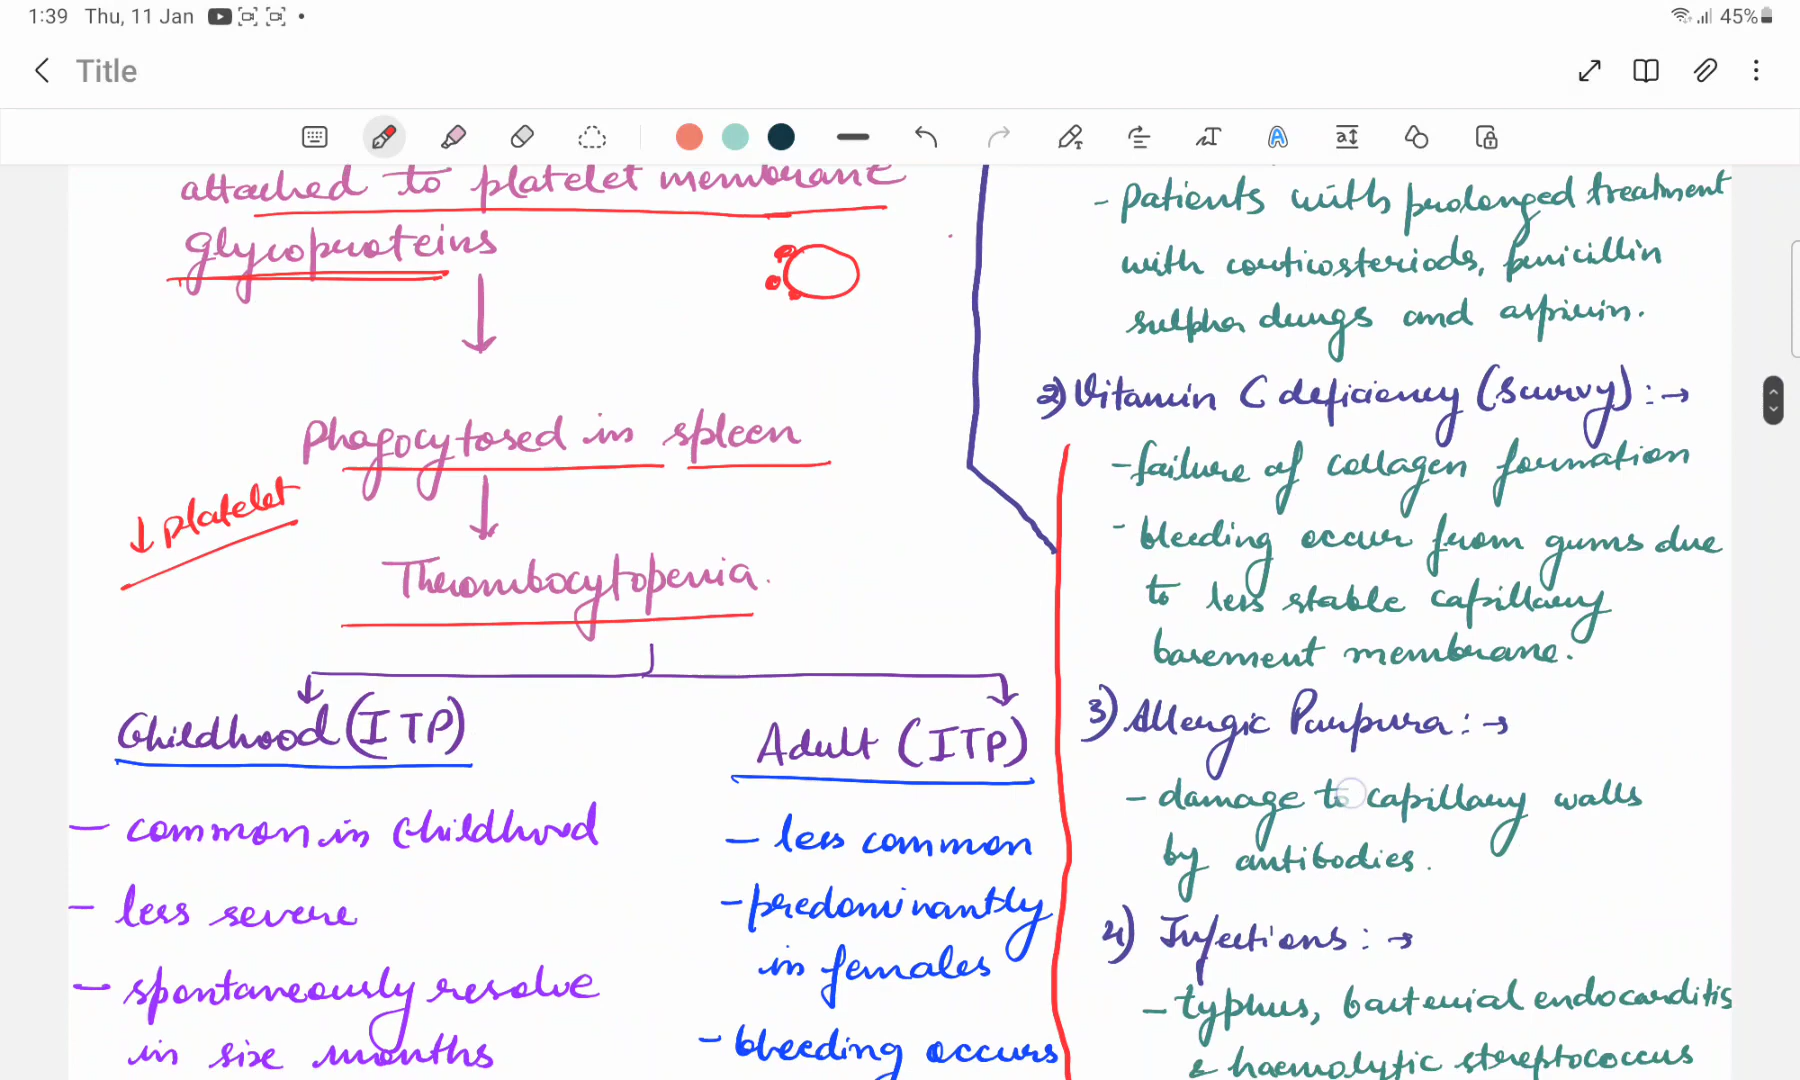 1:39 Thu, 11 Jan
45%
Title
attached to platelet membrane
glycoproteins
Phagocytosed in spleen
↓ platelet
Thrombocytopenia.
Childhood (ITP)
— common in childhood
— less severe
— spontaneously resolve
in six months
Adult (ITP)
— less common
— predominantly
in females
— bleeding occurs
- Patients with prolonged treatment
with corticosteriods, penicillin
sulpha drugs and aspirin.
2) Vitamin C deficiency (Scurvy) : →
- failure of collagen formation
- bleeding occur from gums due
to less stable capillary
basement membrane.
3) Allergic Purpura : →
- damage to capillary walls
by antibodies.
4) Infections : →
- typhus, bacterial endocarditis
& haemolytic streptococcus